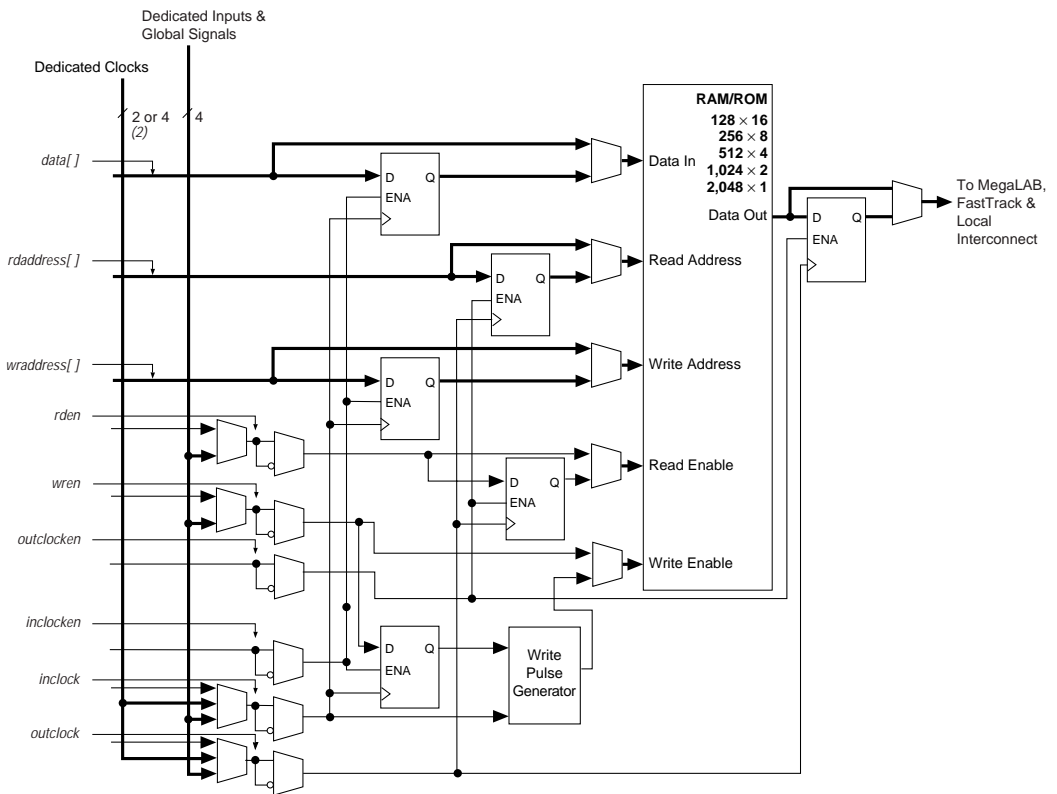 Dedicated Inputs &
Global Signals
Dedicated Clocks
2 or 4
(2)
4
RAM/ROM
128 × 16
256 × 8
512 × 4
1,024 × 2
2,048 × 1
data[ ]
D
Q
ENA
Data In
Data Out
D
Q
ENA
To MegaLAB,
FastTrack &
Local
Interconnect
rdaddress[ ]
D
Q
ENA
Read Address
wraddress[ ]
D
Q
ENA
Write Address
rden
D
Q
ENA
Read Enable
wren
outclocken
Write Enable
inclocken
D
Q
ENA
Write
Pulse
Generator
inclock
outclock